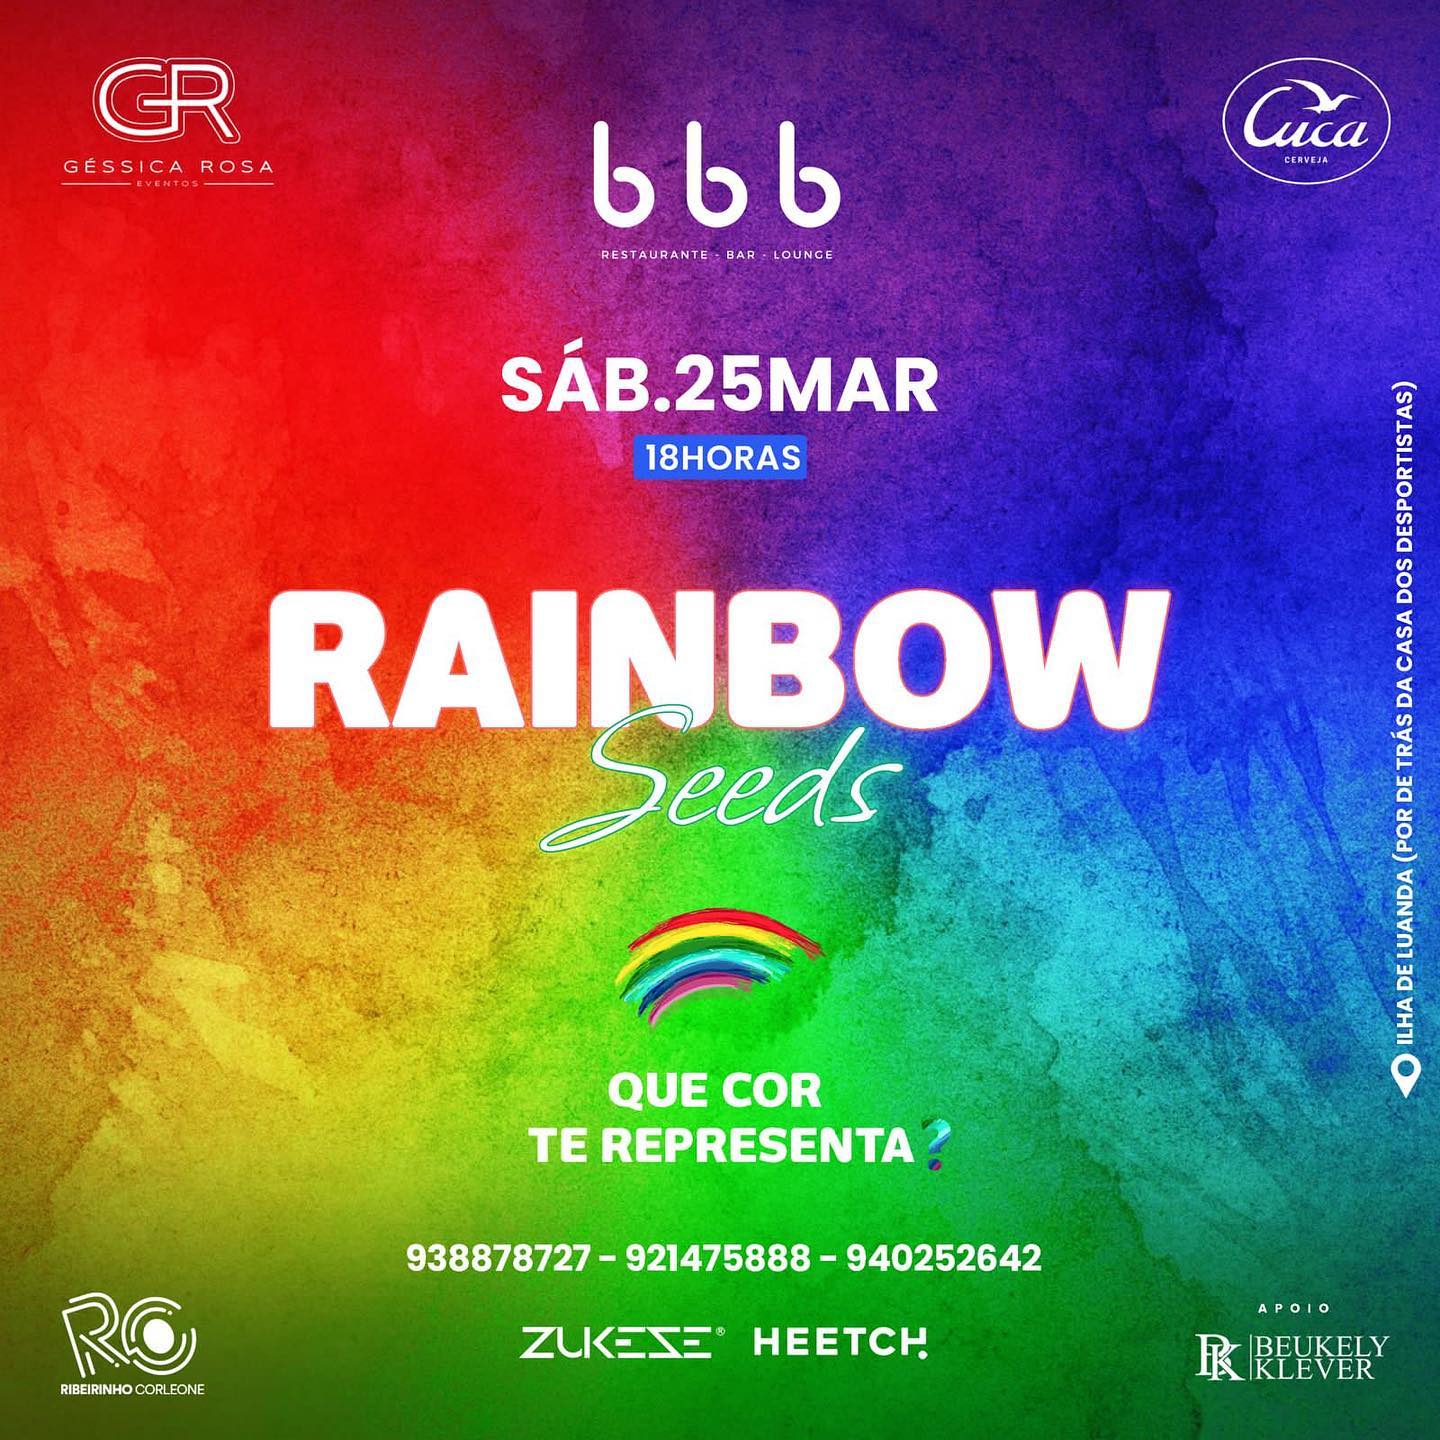 GR
GÉSSICA ROSA
EVENTOS
bbb
RESTAURANTE - BAR - LOUNGE
Cuca
CERVEJA
SÁB.25MAR
18HORAS
RAINBOW
Seeds
QUE COR
TE REPRESENTA?
938878727 - 921475888 - 940252642
ILHA DE LUANDA (POR DE TRÁS DA CASA DOS DESPORTISTAS)
RC
RIBEIRINHO CORLEONE
ZUKESE® HEETCH
APOIO
BK BEUKELY
KLEVER